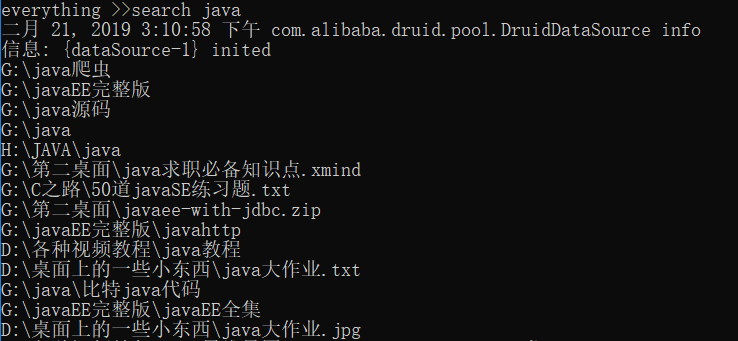 everything >>search java
二月 21, 2019 3:10:58 下午 com.alibaba.druid.pool.DruidDataSource info
信息: {dataSource-1} inited
G:\java爬虫
G:\javaEE完整版
G:\java源码
G:\java
H:\JAVA\java
G:\第二桌面\java求职必备知识点.xmind
G:\C之路\50道javaSE练习题.txt
G:\第二桌面\javaee-with-jdbc.zip
G:\javaEE完整版\javahttp
D:\各种视频教程\java教程
D:\桌面上的一些小东西\java大作业.txt
G:\java\比特java代码
G:\javaEE完整版\javaEE全集
D:\桌面上的一些小东西\java大作业.jpg